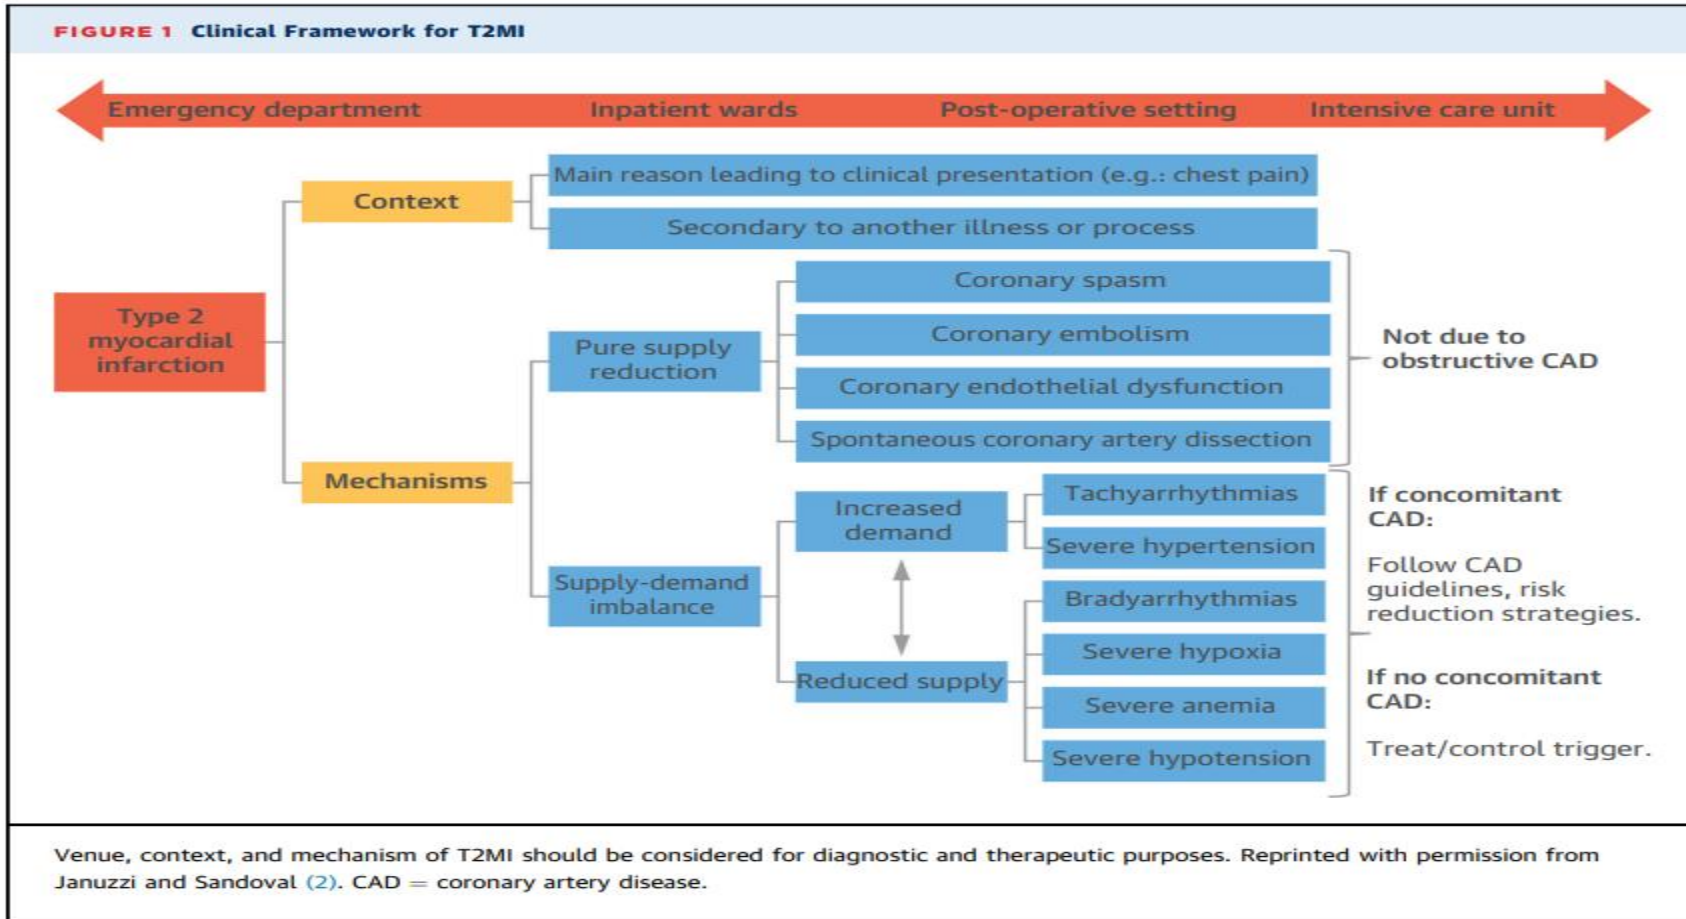 FIGURE 1 Clinical Framework for T2MI
Emergency department Inpatient wards Post-operative setting Intensive care unit
Main reason leading to clinical presentation (e.g.: chest pain)
Context
Secondary to another illness or process
Coronary spasm
Type 2
myocardial
infarction
Coronary embolism
Pure supply
reduction
Not due to
obstructive CAD
Coronary endothelial dysfunction
Spontaneous coronary artery dissection
Mechanisms
Increased
demand
Tachyarrhythmias
Severe hypertension
If concomitant
CAD:
Follow CAD
guidelines, risk
reduction strategies.
Supply-demand
imbalance
Bradyarrhythmias
Severe hypoxia
Reduced supply
Severe anemia
Severe hypotension
If no concomitant
CAD:
Treat/control trigger.
Venue, context, and mechanism of T2MI should be considered for diagnostic and therapeutic purposes. Reprinted with permission from
Januzzi and Sandoval (2). CAD = coronary artery disease.